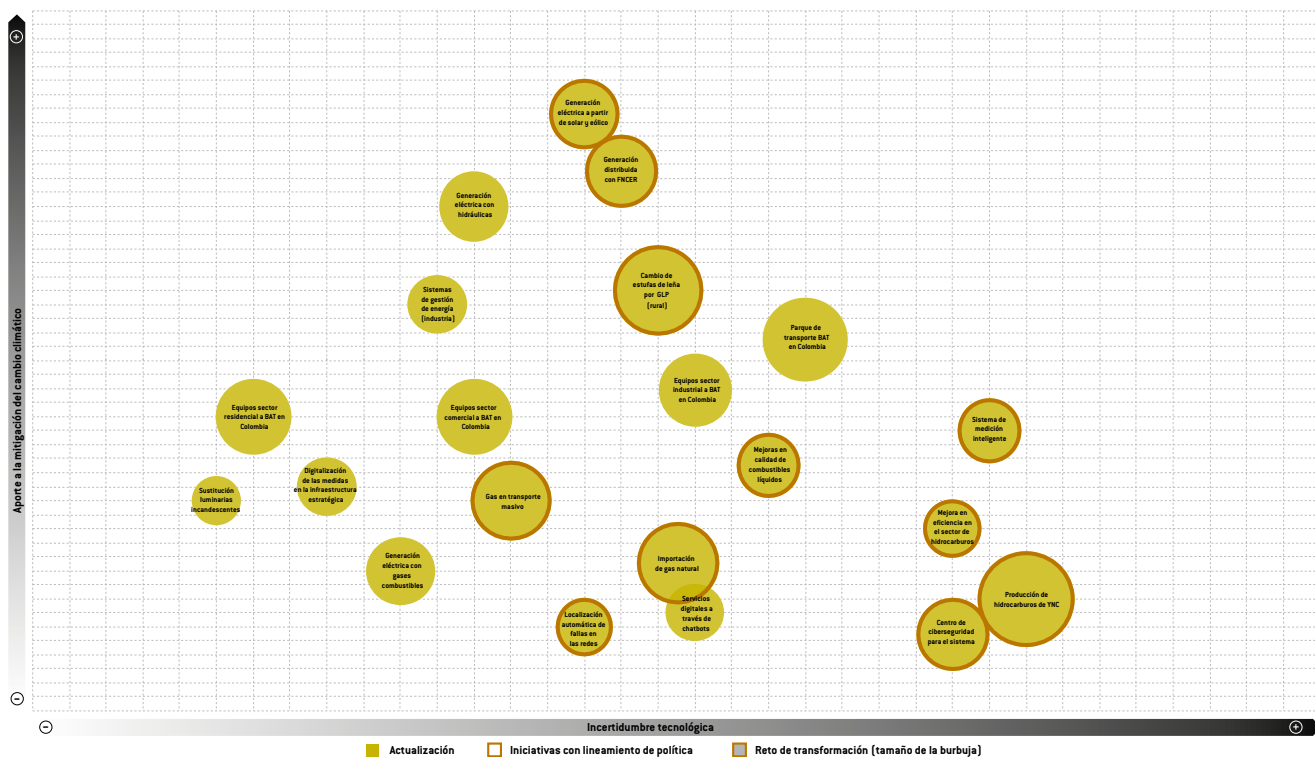 +
Aporte a la mitigación del cambio climático
−
Generación
eléctrica a partir
de solar y eólico
Generación
distribuida
con FNCER
Generación
eléctrica con
hidráulicas
Cambio de
estufas de leña
por GLP
(rural)
Sistemas
de gestión
de energía
(industria)
Parque de
transporte BAT
en Colombia
Equipos sector
industrial a BAT
en Colombia
Equipos sector
residencial a BAT en
Colombia
Equipos sector
comercial a BAT en
Colombia
Sistema de
medición
inteligente
Mejoras en
calidad de
combustibles
líquidos
Digitalización
de las medidas
en la infraestructura
estratégica
Sustitución
luminarias
incandescentes
Gas en transporte
masivo
Mejora en
eficiencia en
el sector de
hidrocarburos
Generación
eléctrica con
gases
combustibles
Importación
de gas natural
Servicios
digitales a
través de
chatbots
Producción de
hidrocarburos de YNC
Localización
automática de
fallas en
las redes
Centro de
ciberseguridad
para el sistema
−
Incertidumbre tecnológica
+
Actualización
Iniciativas con lineamiento de política
Reto de transformación (tamaño de la burbuja)